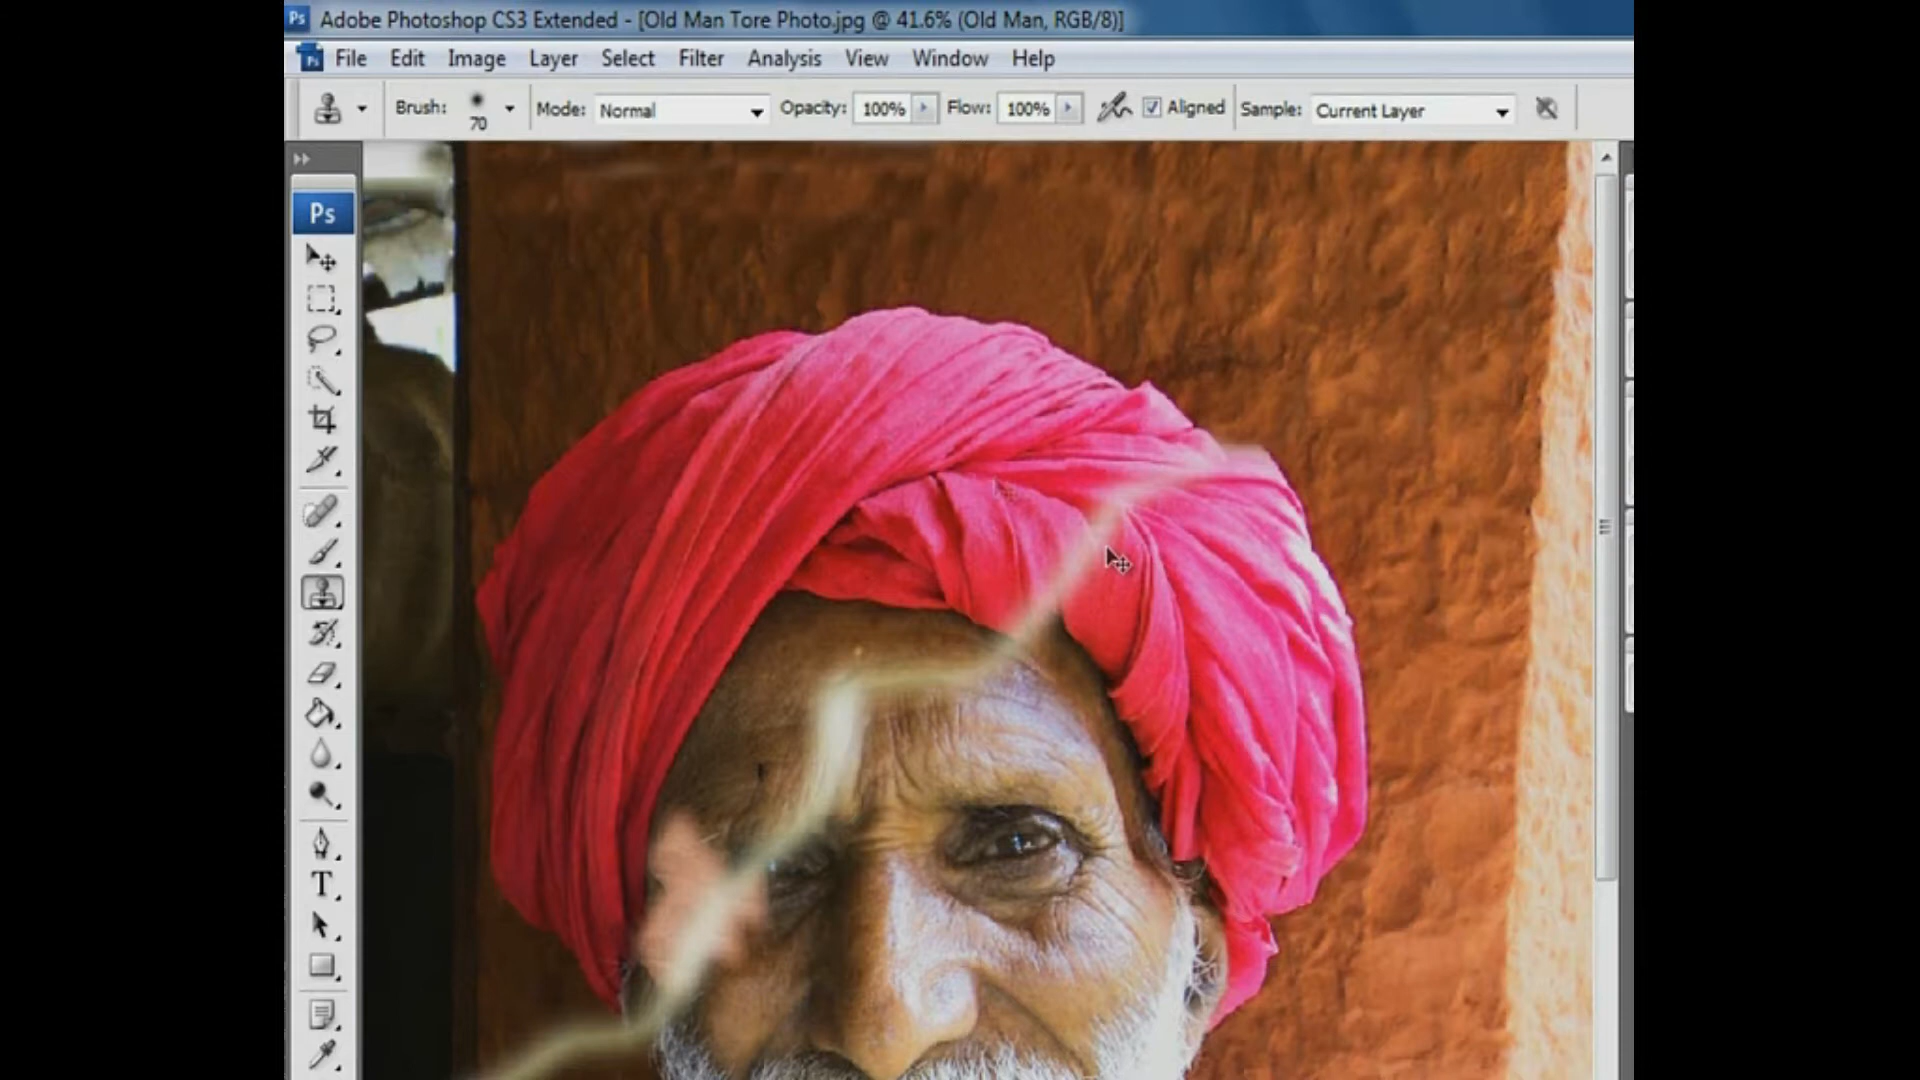 Ps Adobe Photoshop CS3 Extended - [Old Man Tore Photo.jpg @ 41.6% (Old Man, RGB/8)]
Ps File Edit Image Layer Select Filter Analysis View Window Help
Brush: 70 Mode: Normal Opacity: 100% Flow: 100% Aligned Sample: Current Layer
Ps
T